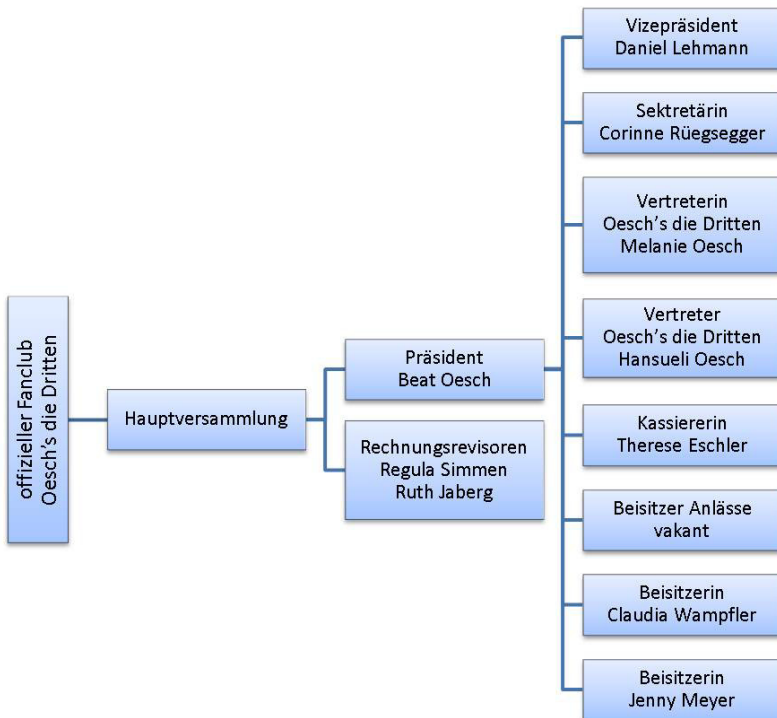 offizieller Fanclub
Oesch's die Dritten
Hauptversammlung
Präsident
Beat Oesch
Rechnungsrevisoren
Regula Simmen
Ruth Jaberg
Vizepräsident
Daniel Lehmann
Sektretärin
Corinne Rüegsegger
Vertreterin
Oesch's die Dritten
Melanie Oesch
Vertreter
Oesch's die Dritten
Hansueli Oesch
Kassiererin
Therese Eschler
Beisitzer Anlässe
vakant
Beisitzerin
Claudia Wampfler
Beisitzerin
Jenny Meyer